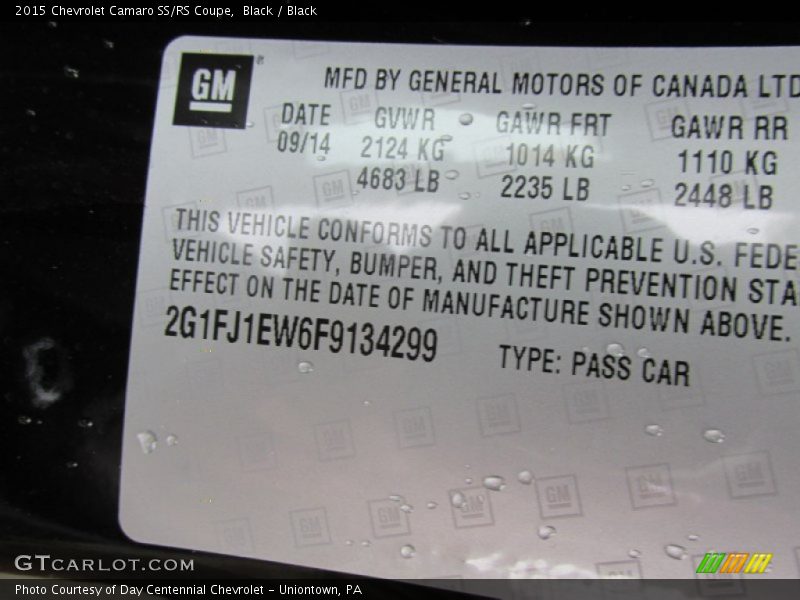 2015 Chevrolet Camaro SS/RS Coupe, Black / Black
GM
MFD BY GENERAL MOTORS OF CANADA LTD
DATE GVWR GAWR FRT GAWR RR
09/14 2124 KG 1014 KG 1110 KG
4683 LB 2235 LB 2448 LB
THIS VEHICLE CONFORMS TO ALL APPLICABLE U.S. FEDE
VEHICLE SAFETY, BUMPER, AND THEFT PREVENTION STA
EFFECT ON THE DATE OF MANUFACTURE SHOWN ABOVE.
2G1FJ1EW6F9134299 TYPE: PASS CAR
GTCARLOT.COM
Photo Courtesy of Day Centennial Chevrolet - Uniontown, PA